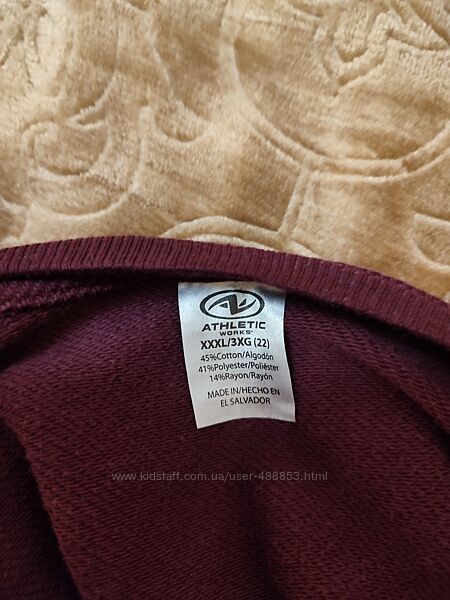 AW
ATHLETIC
WORKS
XXXL/3XG (22)
45%Cotton/Algodón
41%Polyester/Poliéster
14%Rayon/Rayón
MADE IN/HECHO EN
EL SALVADOR
www.kidstaff.com.ua/user-488853.html